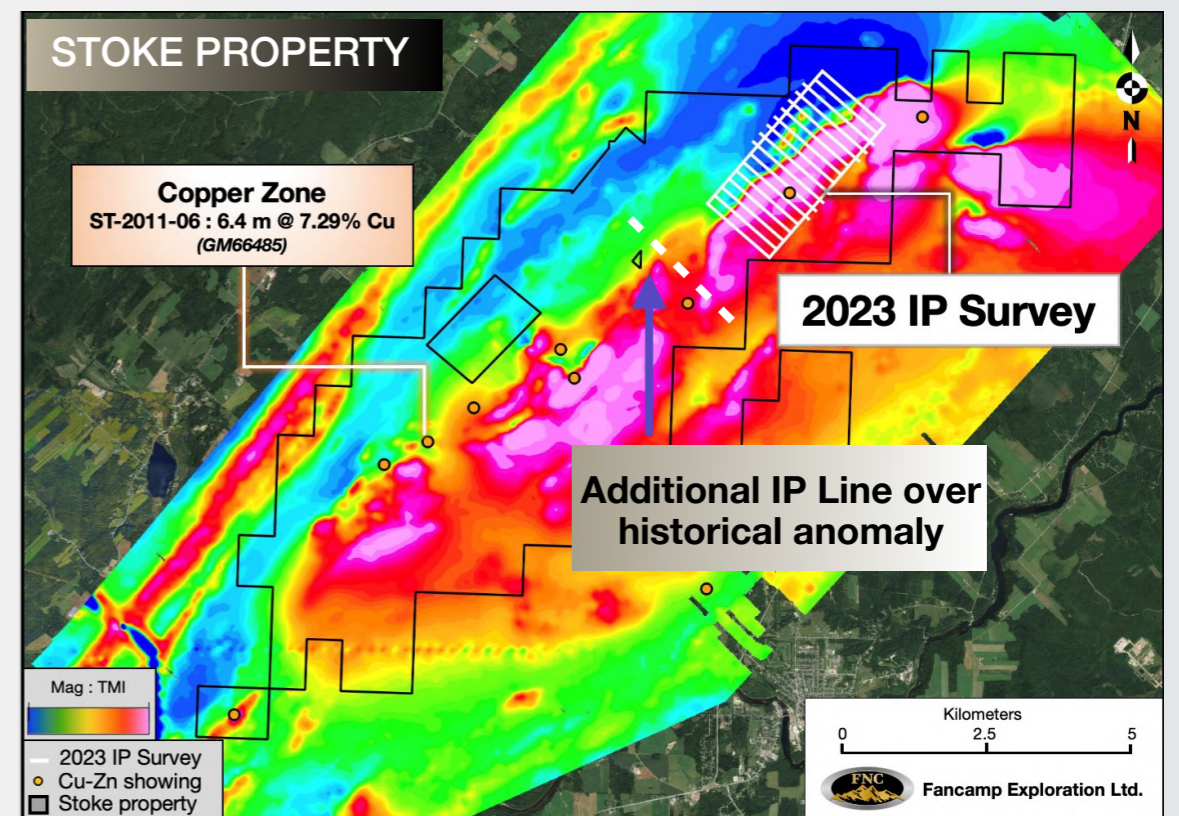 STOKE PROPERTY
N
Copper Zone
ST-2011-06 : 6.4 m @ 7.29% Cu
(GM66485)
2023 IP Survey
Additional IP Line over
historical anomaly
Mag : TMI
2023 IP Survey
Cu-Zn showing
Stoke property
Kilometers
0 2.5 5
FNC
Fancamp Exploration Ltd.